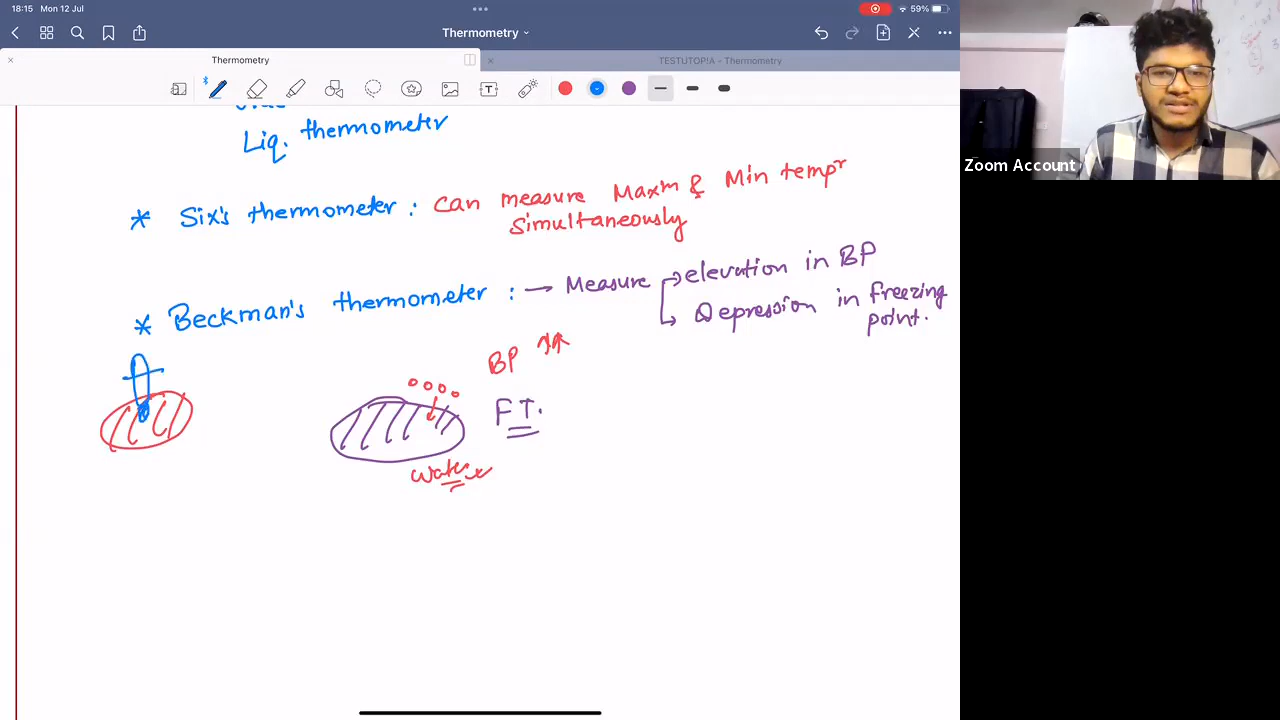 18:15 Mon 12 Jul
59%
Thermometry
Thermometry
TESTUTOP!A - Thermometry
Liq. thermometer
* Six's thermometer : can measure Maxm & Min tempr
Simultaneously
* Beckman's thermometer : → Measure → elevation in BP
Depression in freezing
point.
BP ↑↑
F T.
water
Zoom Account